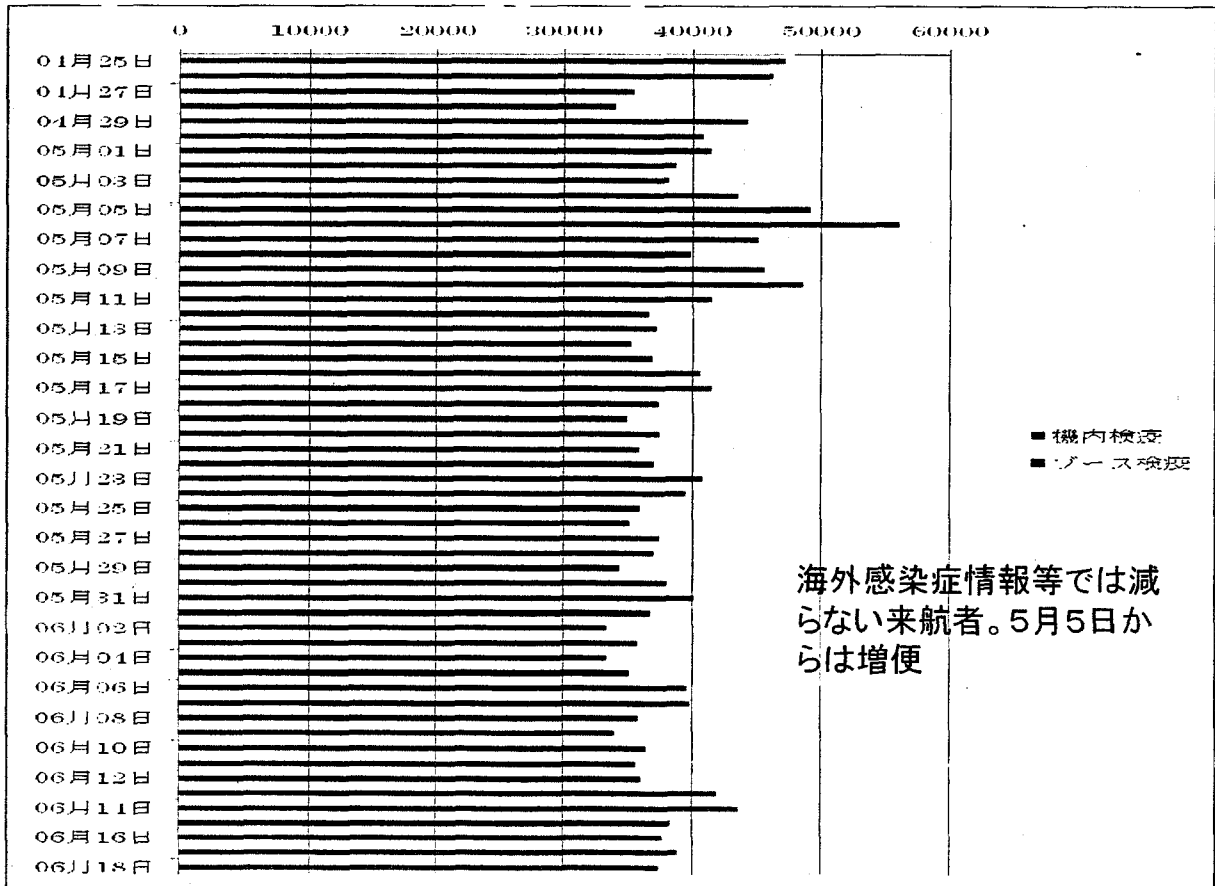 0 10000 20000 30000 40000 50000 60000
01月25日
01月27日
04月29日
05月01日
05月03日
05月05日
05月07日
05月09日
05月11日
05月13日
05月15日
05月17日
05月19日
05月21日
05月23日
05月25日
05月27日
05月29日
05月31日
06月02日
06月04日
06月06日
06月08日
06月10日
06月12日
06月11日
06月16日
06月18日
■ 機内検疫
■ ブース検疫
海外感染症情報等では減
らない来航者。5月5日か
らは増便